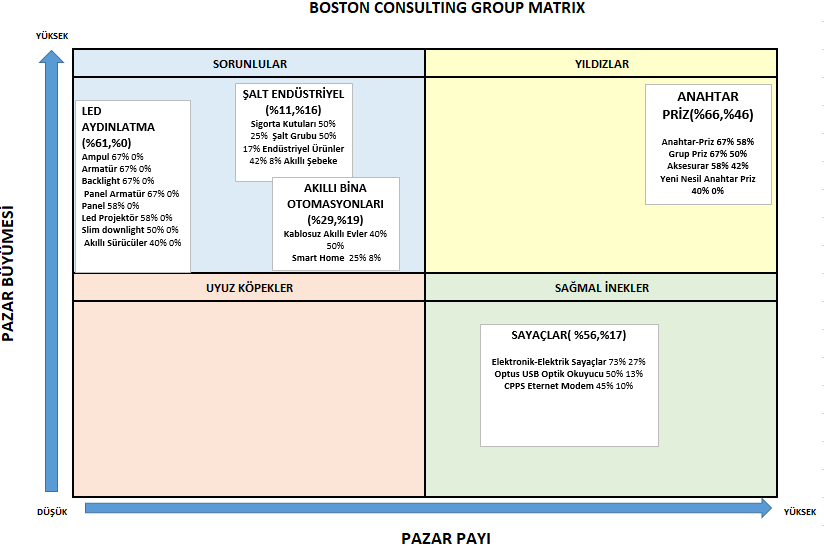 BOSTON CONSULTING GROUP MATRIX
YÜKSEK
SORUNLULAR
YILDIZLAR
LED
AYDINLATMA
(%61,%0)
Ampul 67% 0%
Armatür 67% 0%
Backlight 67% 0%
Panel Armatür 67% 0%
Panel 58% 0%
Led Projektör 58% 0%
Slim downlight 50% 0%
Akıllı Sürücüler 40% 0%
ŞALT ENDÜSTRİYEL
(%11,%16)
Sigorta Kutuları 50%
25% Şalt Grubu 50%
17% Endüstriyel Ürünler
42% 8% Akıllı Şebeke
AKILLI BİNA
OTOMASYONLARI
(%29,%19)
Kablosuz Akıllı Evler 40%
50%
Smart Home 25% 8%
ANAHTAR
PRİZ(%66,%46)
Anahtar-Priz 67% 58%
Grup Priz 67% 50%
Aksesurar 58% 42%
Yeni Nesil Anahtar Priz
40% 0%
PAZAR BÜYÜMESİ
UYUZ KÖPEKLER
SAĞMAL İNEKLER
SAYAÇLAR( %56,%17)
Elektronik-Elektrik Sayaçlar 73% 27%
Optus USB Optik Okuyucu 50% 13%
CPPS Eternet Modem 45% 10%
DÜŞÜK
YÜKSEK
PAZAR PAYI